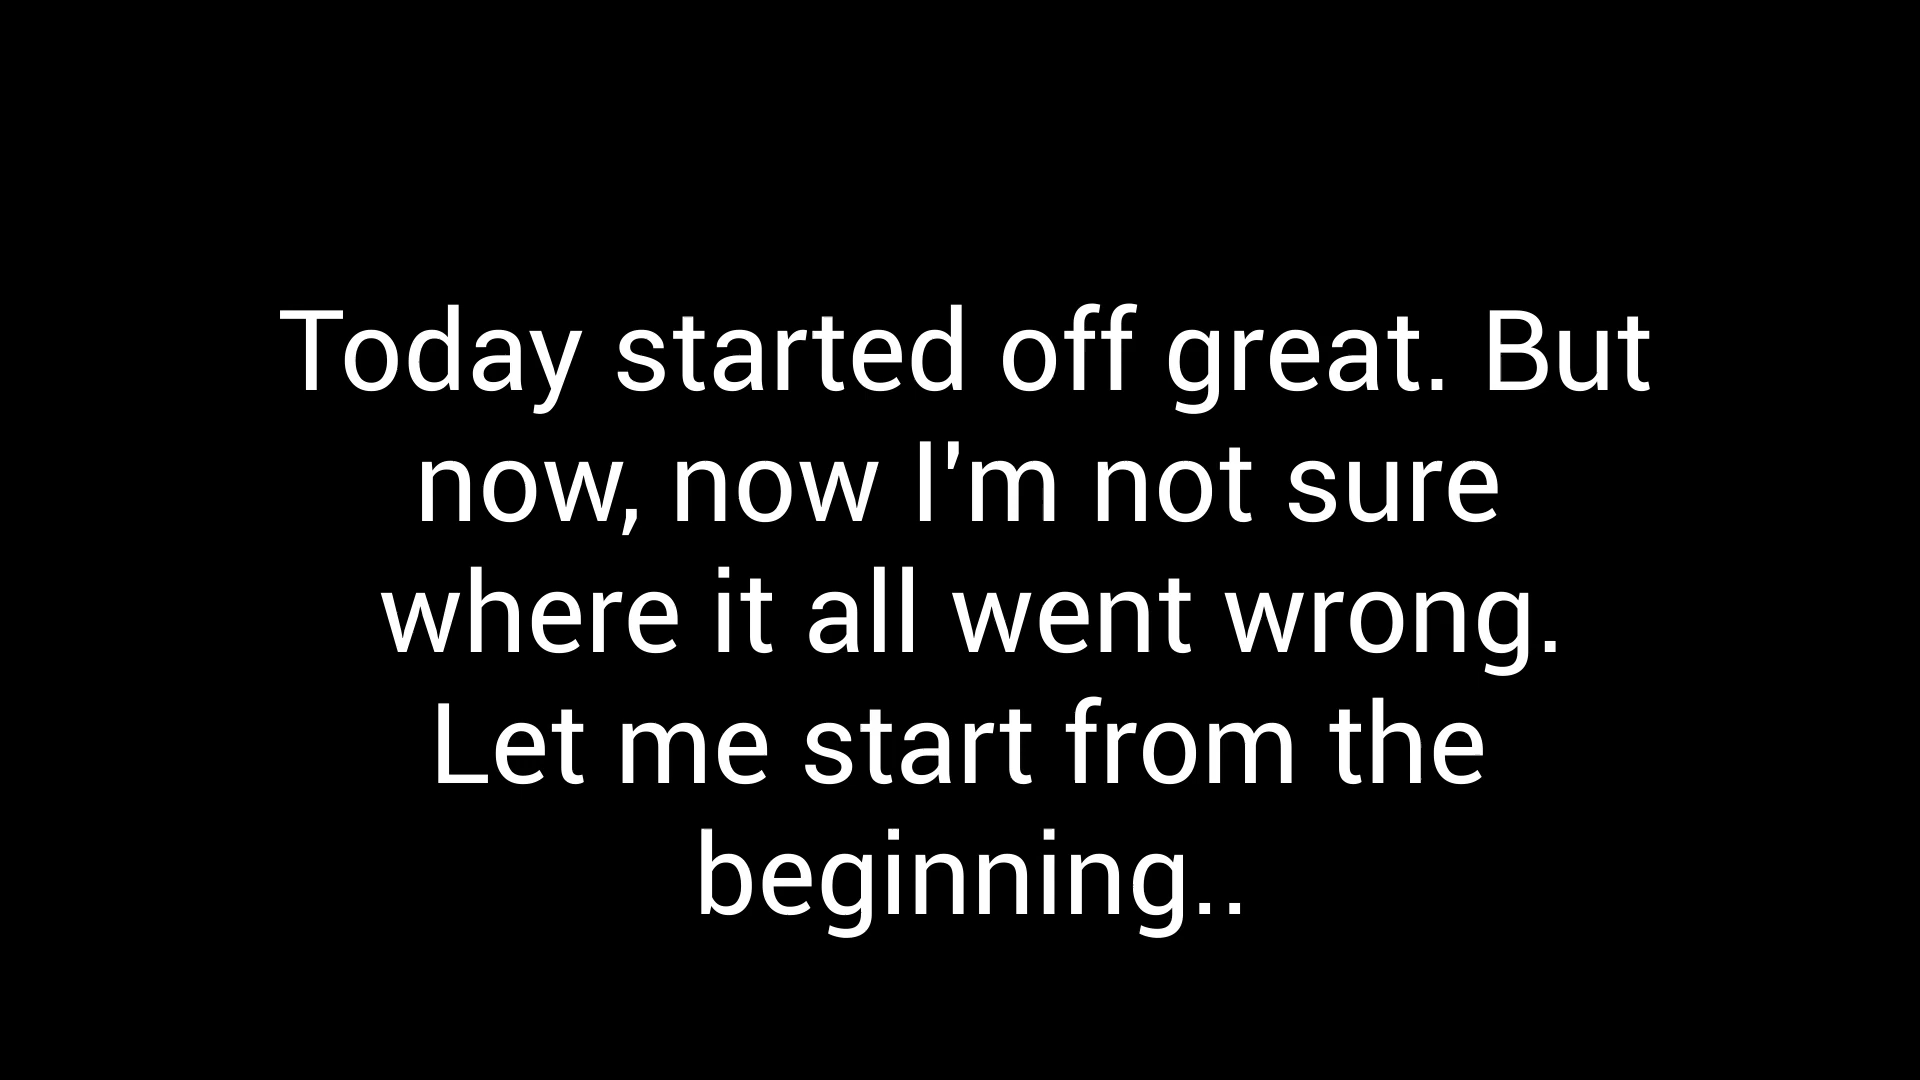 Today started off great. But
now, now I'm not sure
where it all went wrong.
Let me start from the
beginning..